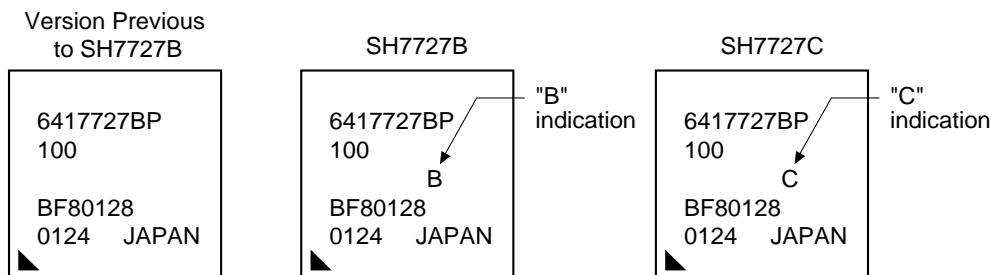 Version Previous
to SH7727B
6417727BP
100
BF80128
0124 JAPAN
SH7727B
6417727BP
100
B
BF80128
0124 JAPAN
"B"
indication
SH7727C
6417727BP
100
C
BF80128
0124 JAPAN
"C"
indication